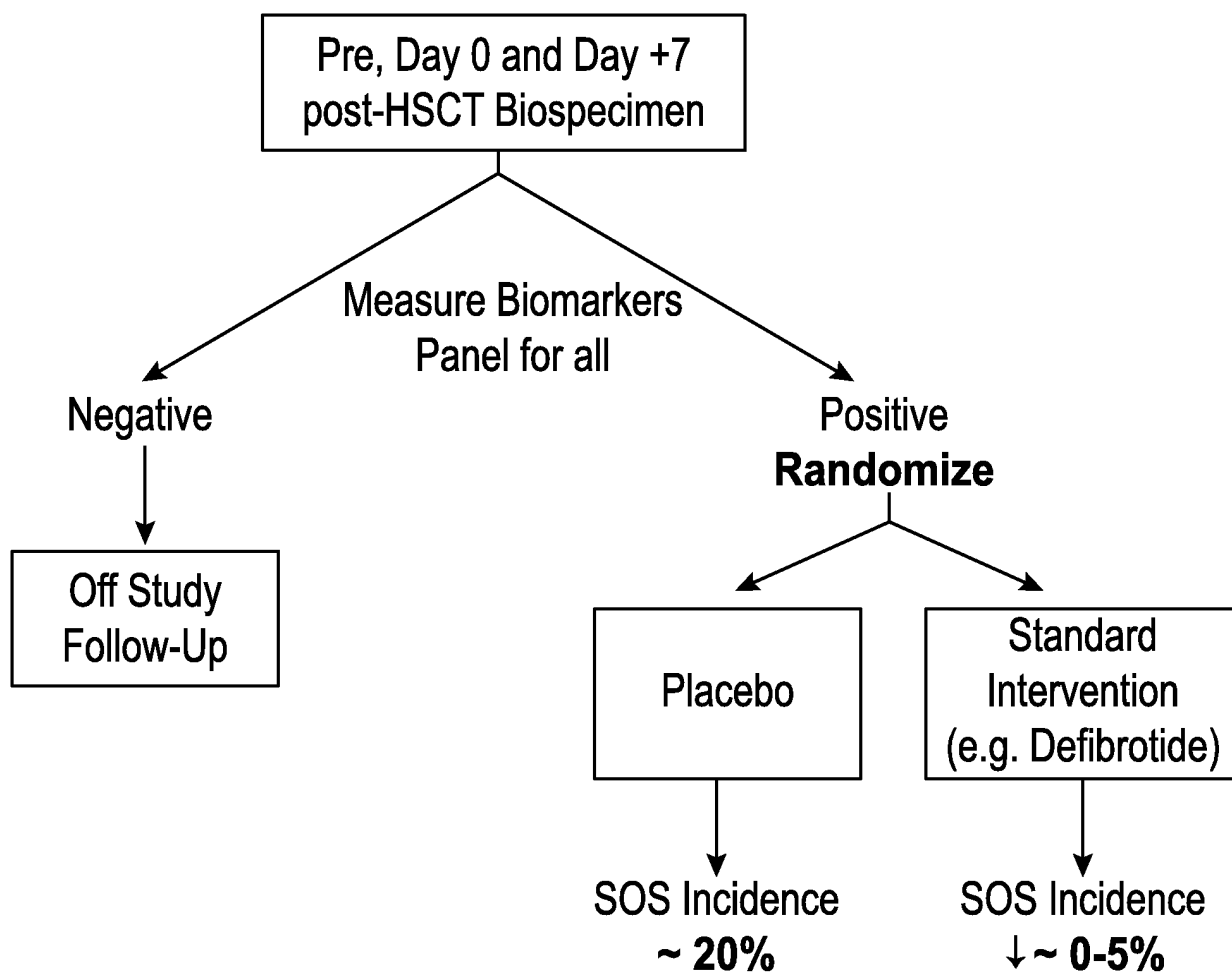 Pre, Day 0 and Day +7
post-HSCT Biospecimen
Measure Biomarkers
Panel for all
Negative
Positive
Randomize
Off Study
Follow-Up
Placebo
Standard
Intervention
(e.g. Defibrotide)
SOS Incidence
~ 20%
SOS Incidence
↓ ~ 0-5%